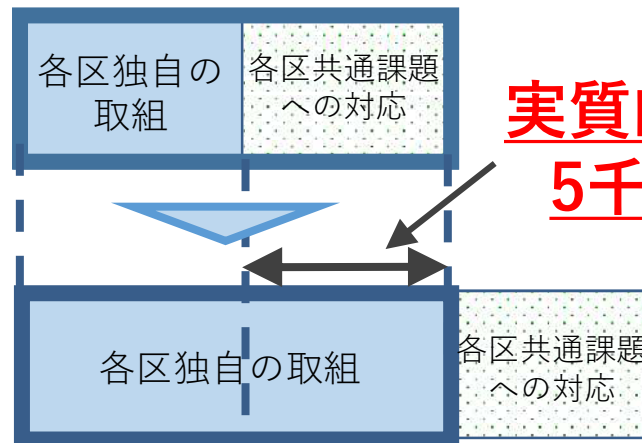 各区独自の
取組
各区共通課題
への対応
実質
5千
各区独自の取組
各区共通課題
への対応